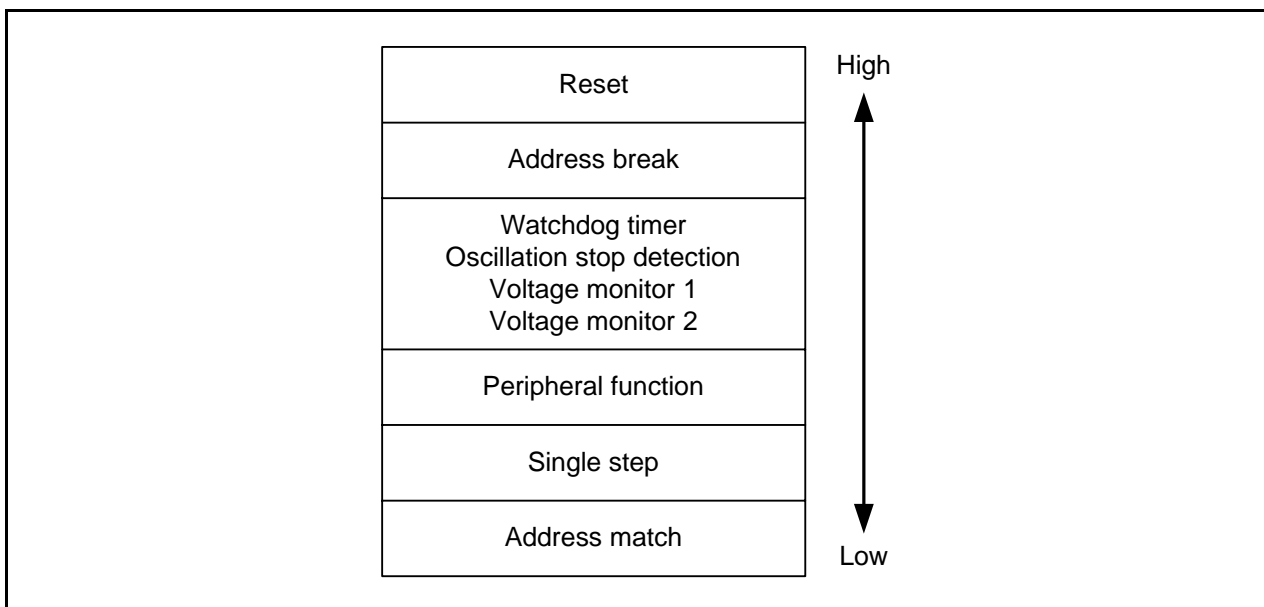 Reset
High
Address break
Watchdog timer
Oscillation stop detection
Voltage monitor 1
Voltage monitor 2
Peripheral function
Single step
Address match
Low